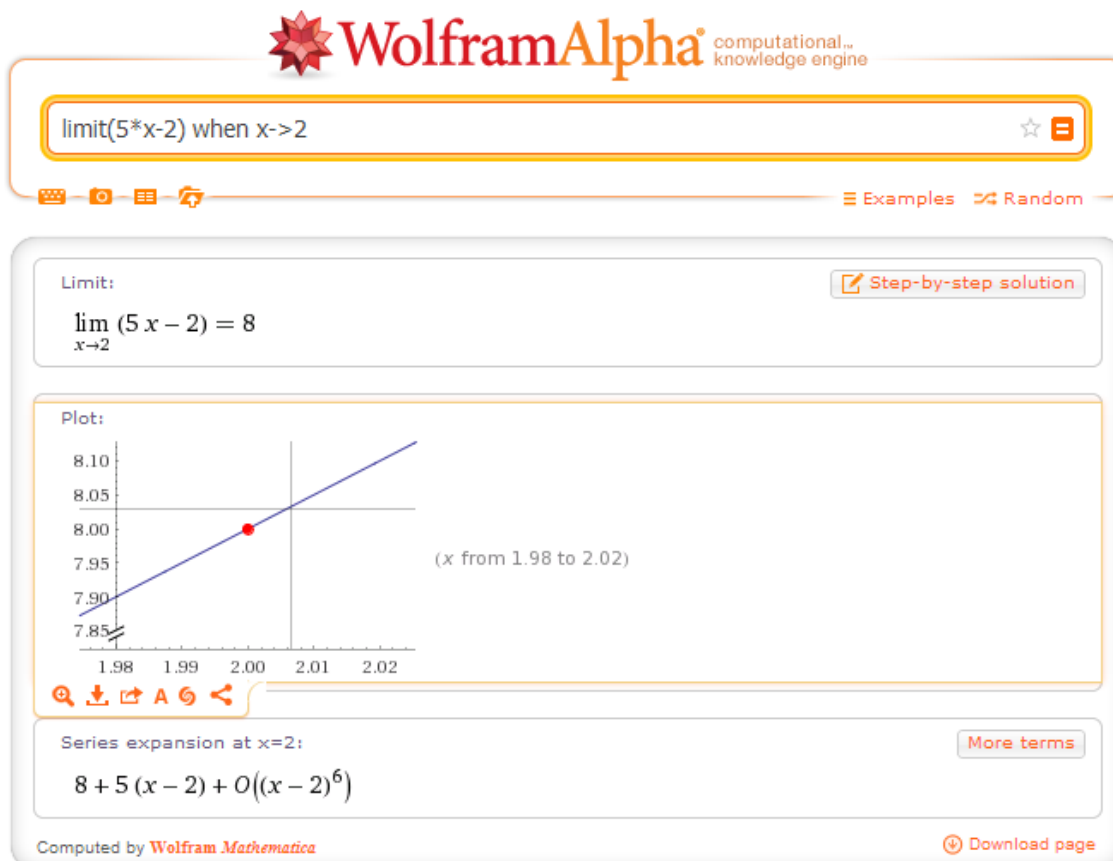 WolframAlpha computational... knowledge engine
limit(5*x-2) when x->2
Examples Random
Limit:
Step-by-step solution
lim x→2 (5 x − 2) = 8
Plot:
8.10
8.05
8.00
7.95
7.90
7.85
(x from 1.98 to 2.02)
1.98 1.99 2.00 2.01 2.02
A
Series expansion at x=2:
More terms
8 + 5 (x − 2) + O((x − 2)^6)
Computed by Wolfram Mathematica
Download page